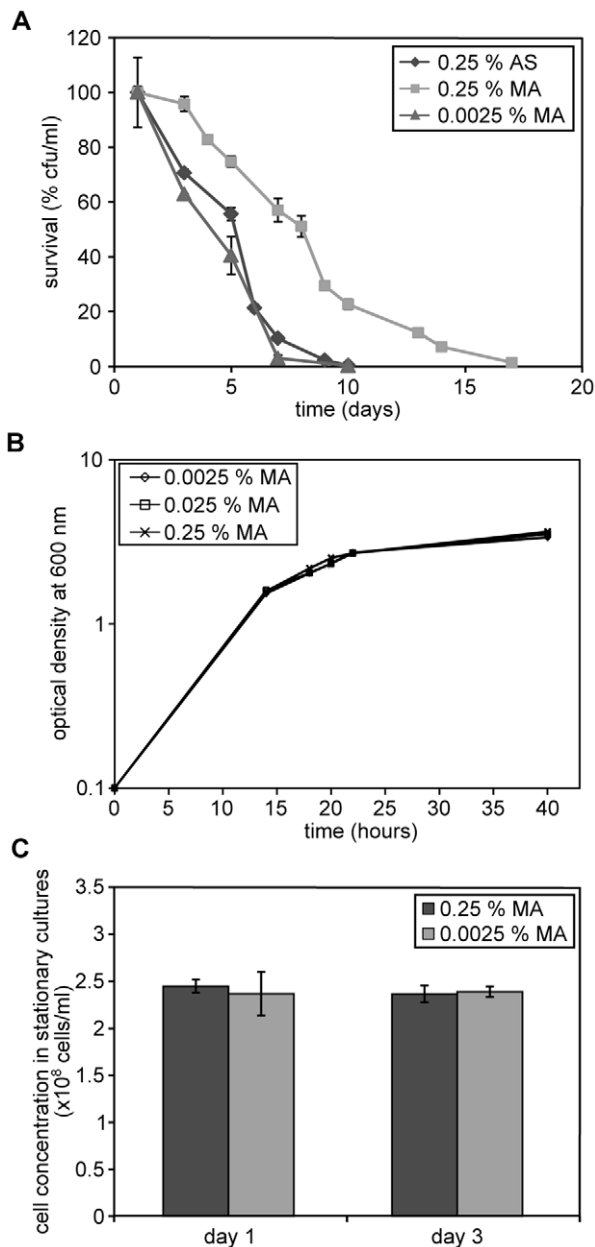 A
120
100
80
60
40
20
0
survival (% cfu/ml)
0.25 % AS
0.25 % MA
0.0025 % MA
0 5 10 15 20
time (days)
B
10
1
0.1
optical density at 600 nm
0.0025 % MA
0.025 % MA
0.25 % MA
0 5 10 15 20 25 30 35 40
time (hours)
C
3.5
3
2.5
2
1.5
1
0.5
0
cell concentration in stationary cultures
(x10⁸ cells/ml)
0.25 % MA
0.0025 % MA
day 1 day 3